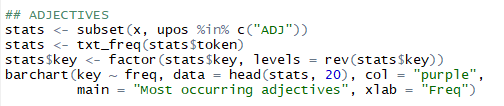 ## ADJECTIVES
stats <- subset(x, upos %in% c("ADJ"))
stats <- txt_freq(stats$token)
stats$key <- factor(stats$key, levels = rev(stats$key))
barchart(key ~ freq, data = head(stats, 20), col = "purple",
         main = "Most occurring adjectives", xlab = "Freq")